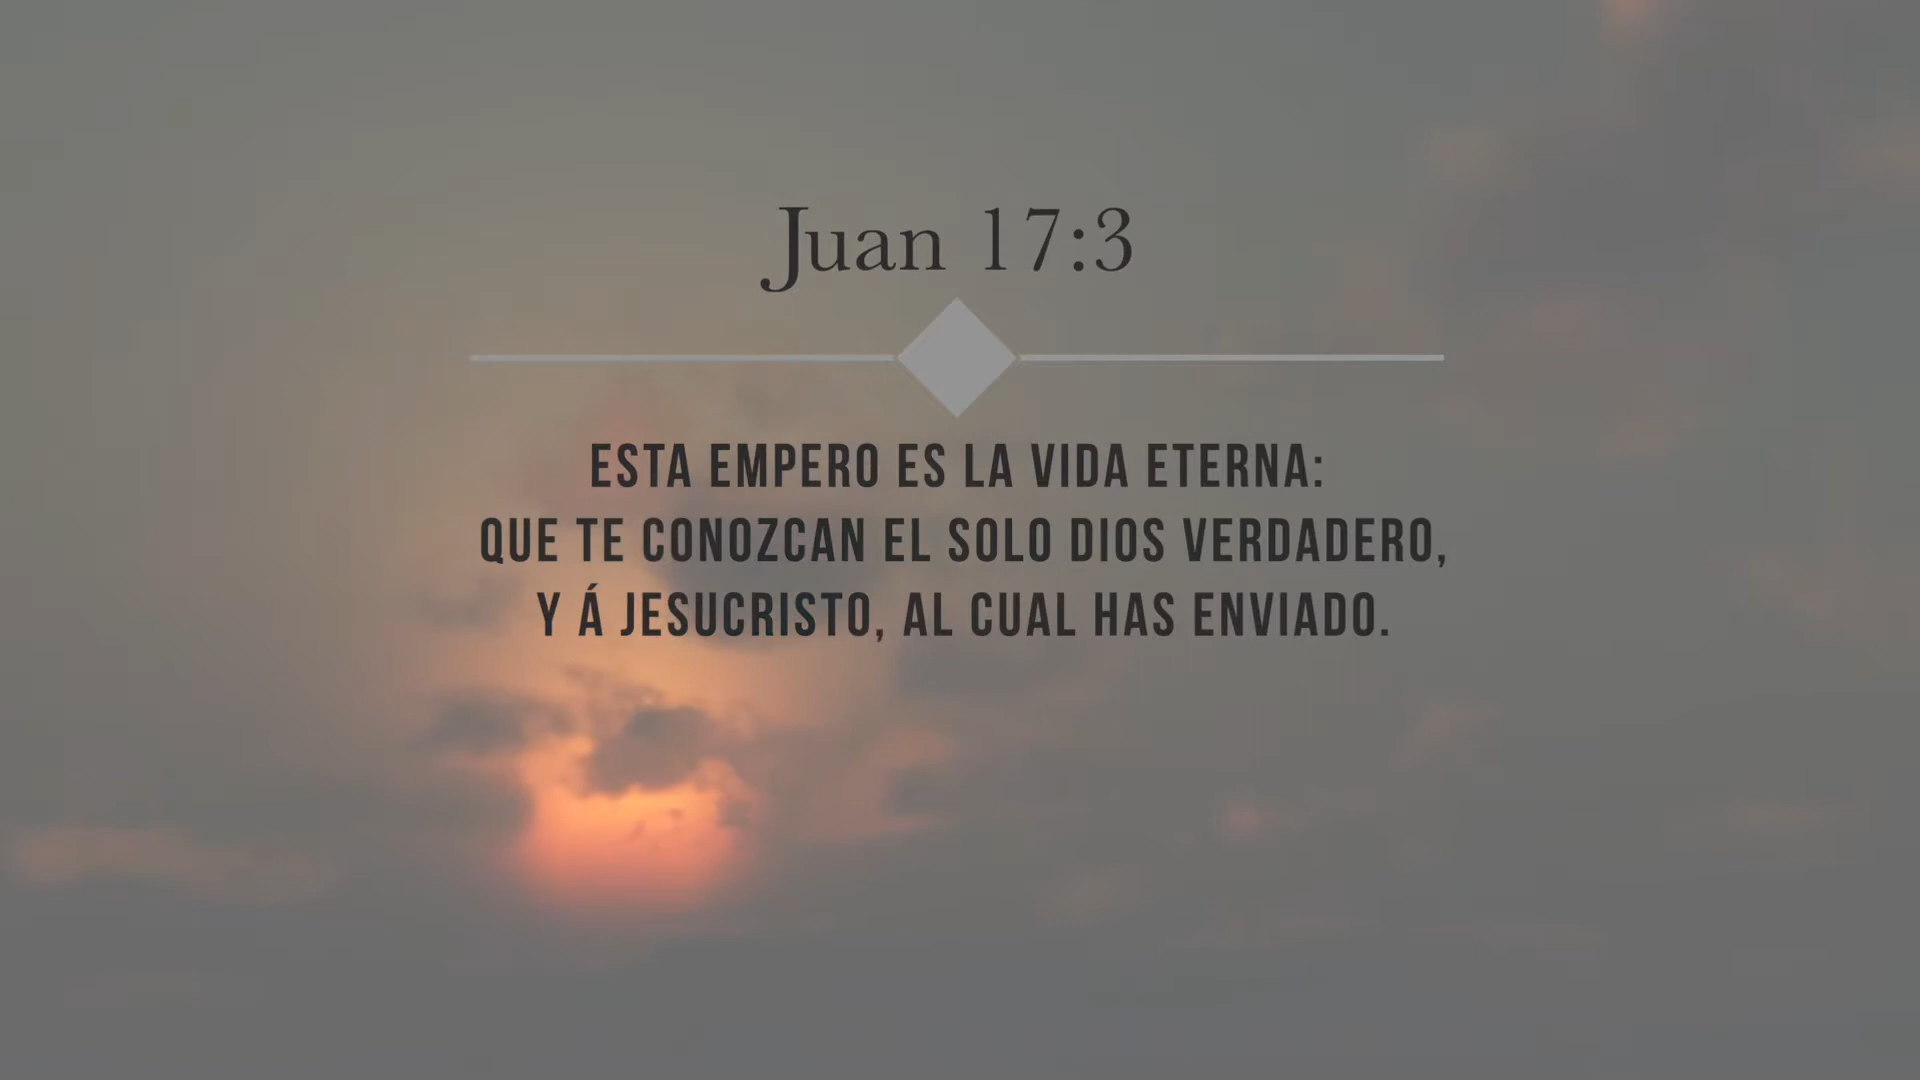 Juan 17:3
ESTA EMPERO ES LA VIDA ETERNA:
QUE TE CONOZCAN EL SOLO DIOS VERDADERO,
Y Á JESUCRISTO, AL CUAL HAS ENVIADO.